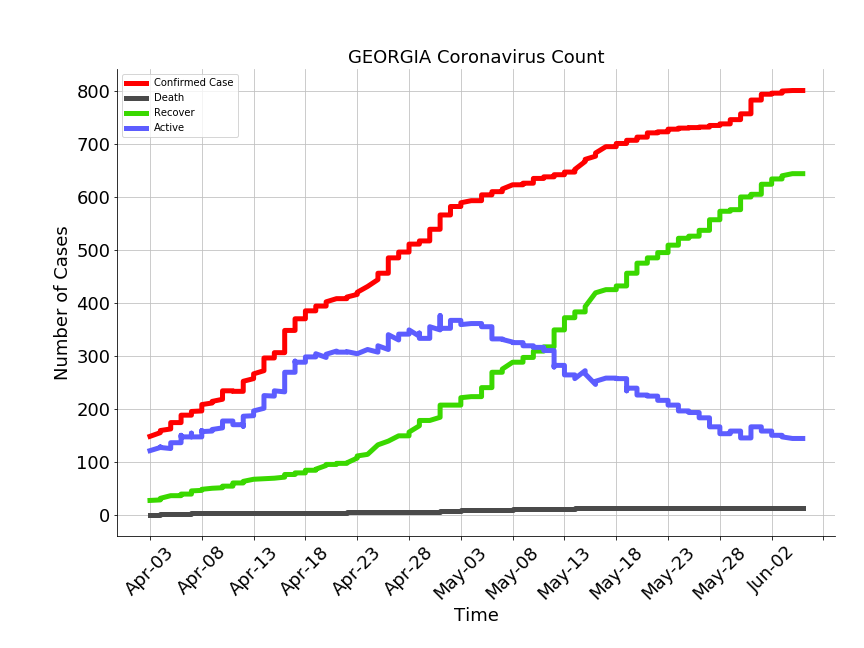 GEORGIA Coronavirus Count
Confirmed Case
Death
Recover
Active
Number of Cases
800
700
600
500
400
300
200
100
0
Apr-03
Apr-08
Apr-13
Apr-18
Apr-23
Apr-28
May-03
May-08
May-13
May-18
May-23
May-28
Jun-02
Time